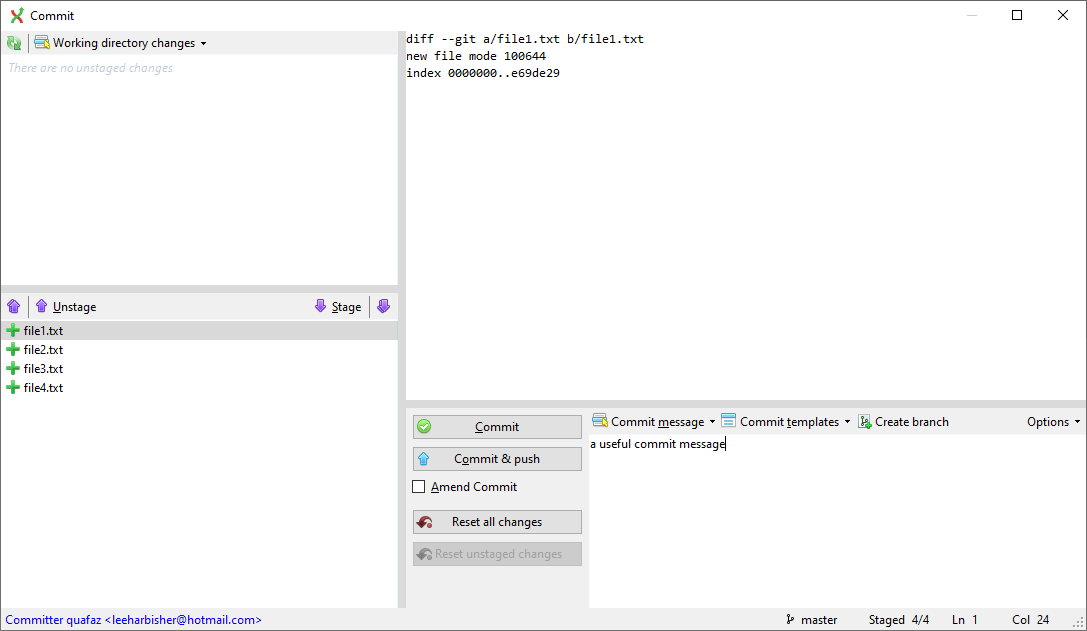 Commit
Working directory changes
There are no unstaged changes
diff --git a/file1.txt b/file1.txt
new file mode 100644
index 0000000..e69de29
Unstage
Stage
file1.txt
file2.txt
file3.txt
file4.txt
Commit
Commit & push
Amend Commit
Reset all changes
Reset unstaged changes
Commit message
Commit templates
Create branch
Options
a useful commit message
Committer quafaz <leeharbisher@hotmail.com>
master
Staged 4/4
Ln 1
Col 24